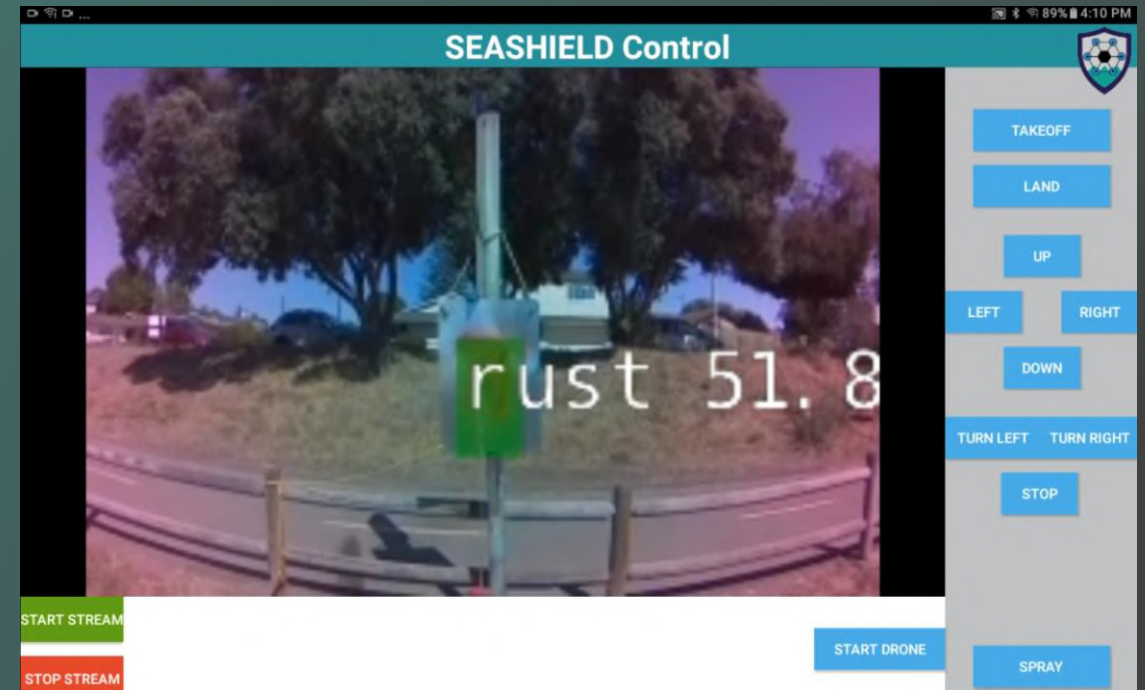 ... 89% 4:10 PM
SEASHIELD Control
TAKEOFF
LAND
UP
LEFT RIGHT
DOWN
rust 51.8
TURN LEFT TURN RIGHT
STOP
START STREAM
START DRONE
STOP STREAM
SPRAY